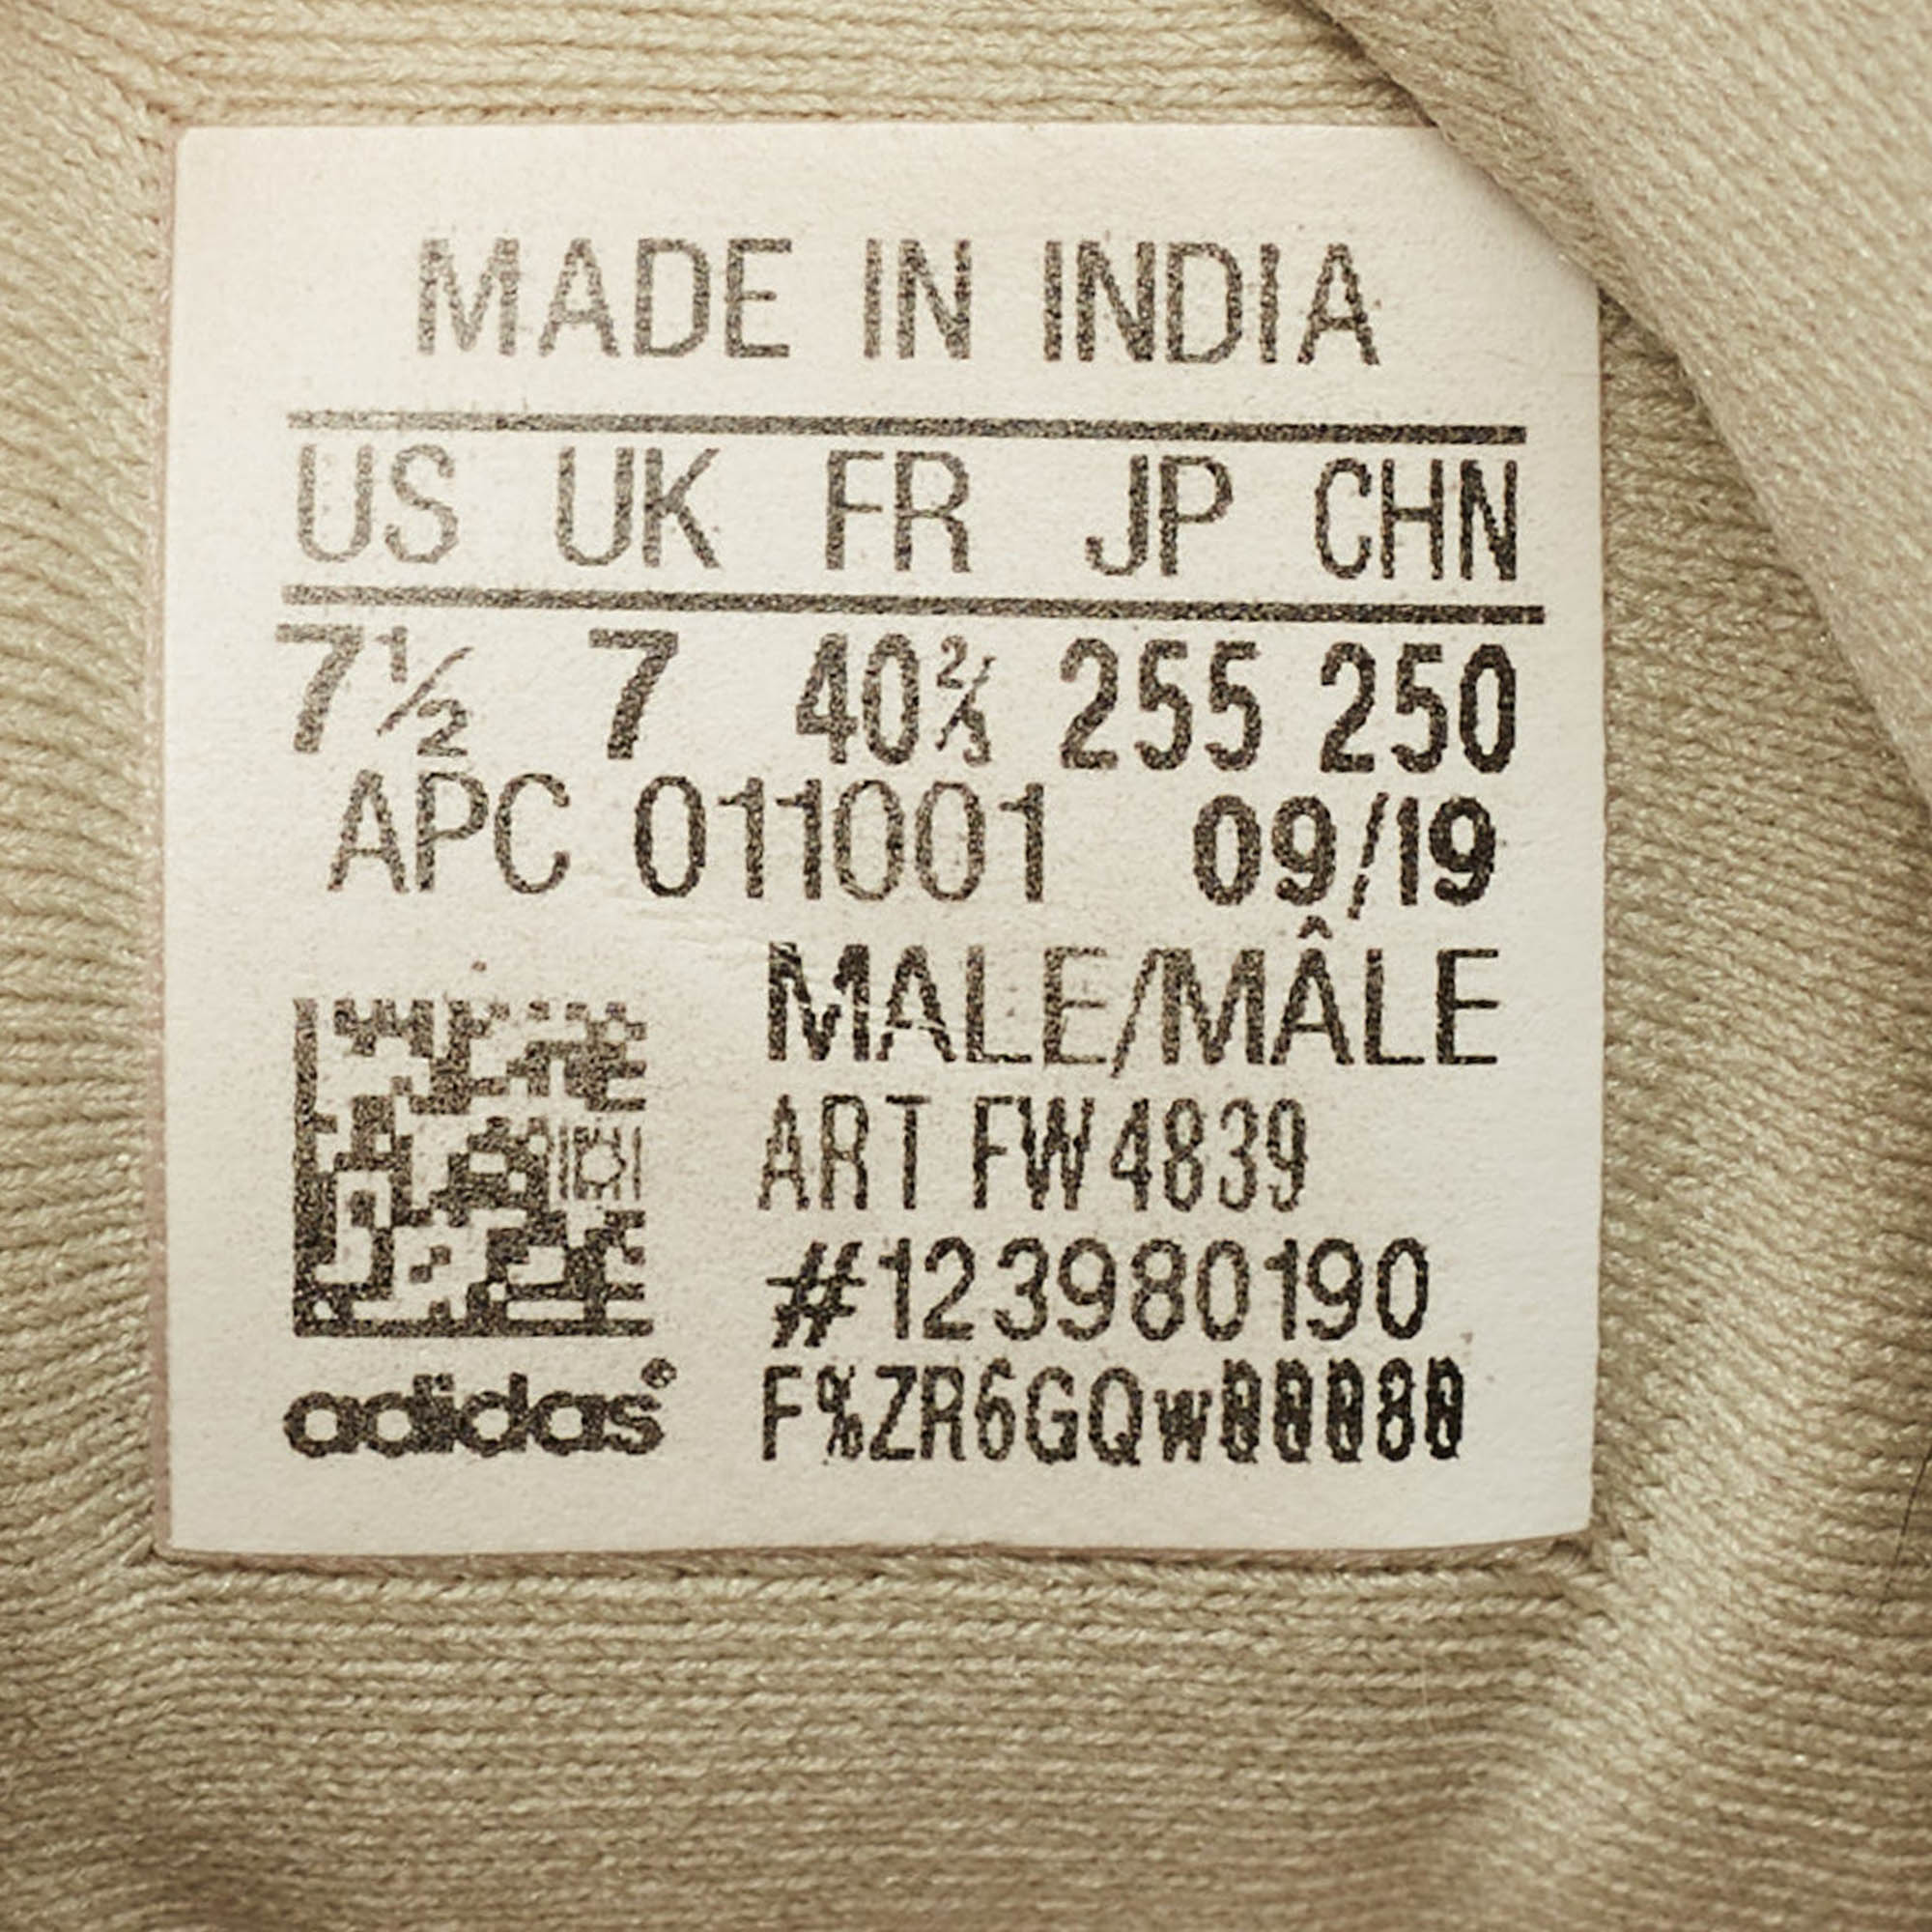 MADE IN INDIA
US UK FR JP CHN
7½ 7 40⅔ 255 250
APC 011001 09/19
MALE/MÂLE
ART FW4839
#123980190
adidas®